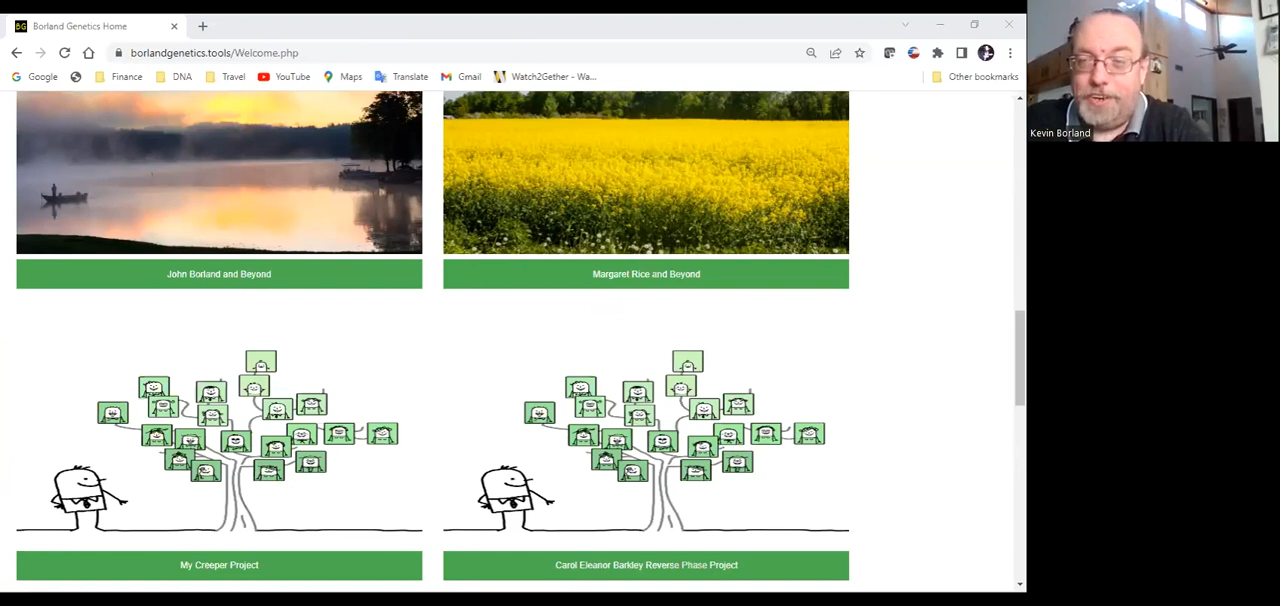 BG Borland Genetics Home
borlandgenetics.tools/Welcome.php
Google Finance DNA Travel YouTube Maps Translate Gmail Watch2Gether - Wa... Other bookmarks
Kevin Borland
John Borland and Beyond Margaret Rice and Beyond
My Creeper Project Carol Eleanor Barkley Reverse Phase Project